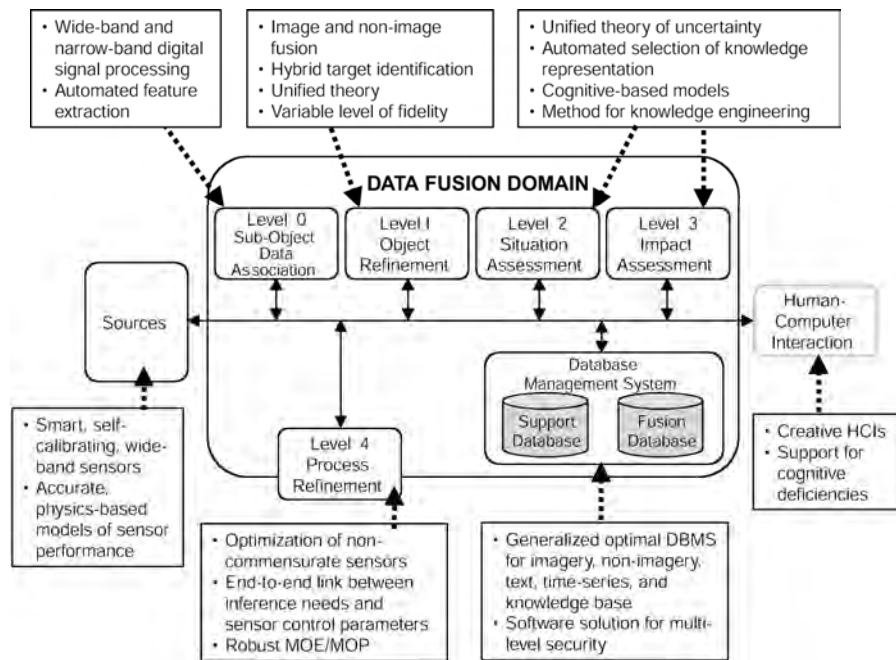 • Wide-band and
narrow-band digital
signal processing
• Automated feature
extraction
• Image and non-image
fusion
• Hybrid target identification
• Unified theory
• Variable level of fidelity
• Unified theory of uncertainty
• Automated selection of knowledge
representation
• Cognitive-based models
• Method for knowledge engineering
DATA FUSION DOMAIN
Level 0
Sub-Object
Data
Association
Level I
Object
Refinement
Level 2
Situation
Assessment
Level 3
Impact
Assessment
Sources
Human-
Computer
Interaction
Database
Management System
Support
Database
Fusion
Database
Level 4
Process
Refinement
• Smart, self-
calibrating, wide-
band sensors
• Accurate,
physics-based
models of sensor
performance
• Optimization of non-
commensurate sensors
• End-to-end link between
inference needs and
sensor control parameters
• Robust MOE/MOP
• Generalized optimal DBMS
for imagery, non-imagery,
text, time-series, and
knowledge base
• Software solution for multi-
level security
• Creative HCIs
• Support for
cognitive
deficiencies